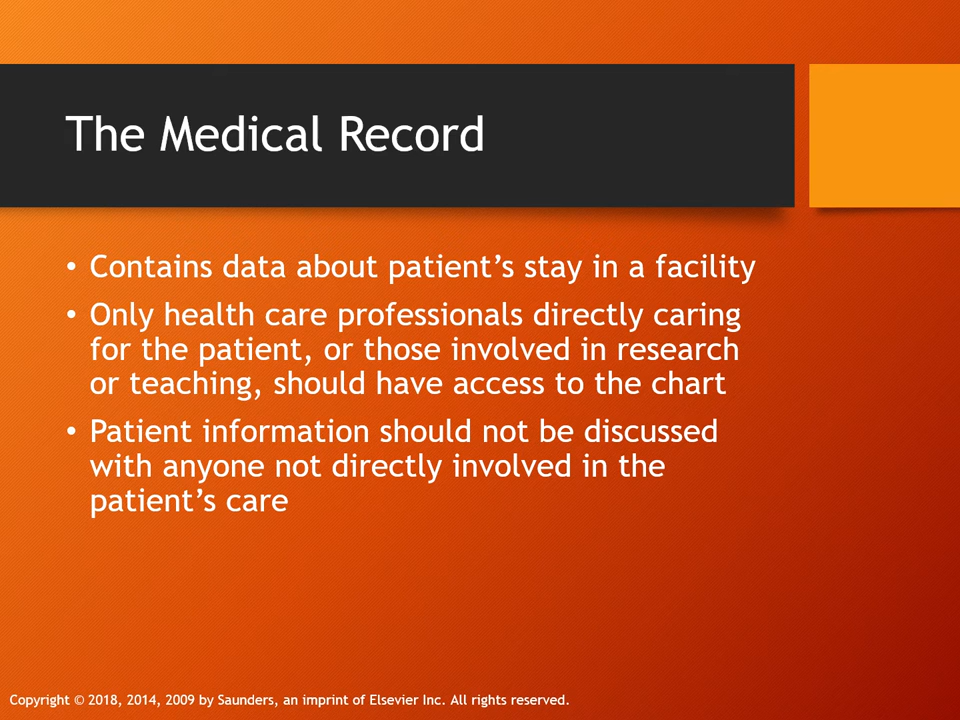 The Medical Record
• Contains data about patient’s stay in a facility
• Only health care professionals directly caring
for the patient, or those involved in research
or teaching, should have access to the chart
• Patient information should not be discussed
with anyone not directly involved in the
patient’s care
Copyright © 2018, 2014, 2009 by Saunders, an imprint of Elsevier Inc. All rights reserved.